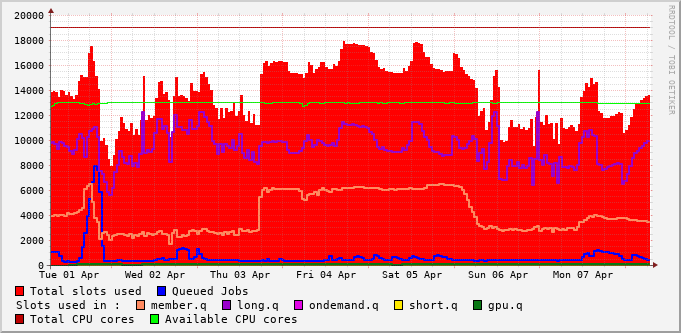 RRDTOOL / TOBI OETIKER
20000
18000
16000
14000
12000
10000
8000
6000
4000
2000
0
Tue 01 Apr Wed 02 Apr Thu 03 Apr Fri 04 Apr Sat 05 Apr Sun 06 Apr Mon 07 Apr
Total slots used Queued Jobs
Slots used in : member.q long.q ondemand.q short.q gpu.q
Total CPU cores Available CPU cores